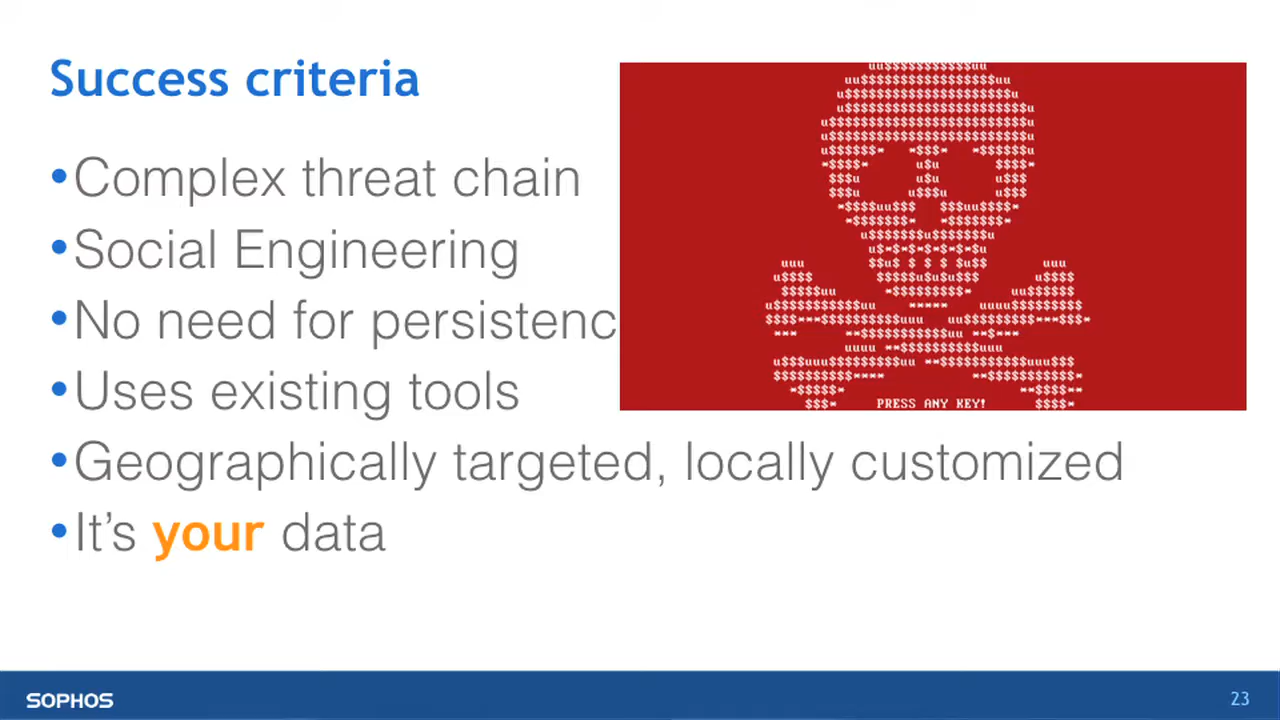 Success criteria
•Complex threat chain
•Social Engineering
•No need for persistenc
•Uses existing tools
•Geographically targeted, locally customized
•It's your data
PRESS ANY KEY!
SOPHOS
23